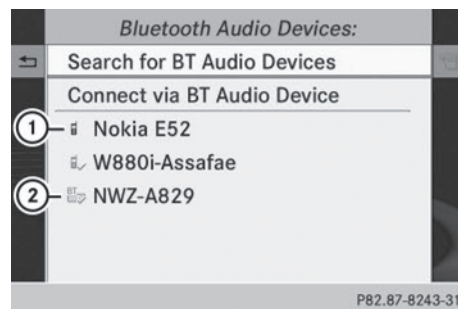 Bluetooth Audio Devices:
Search for BT Audio Devices
Connect via BT Audio Device
1 Nokia E52
W880i-Assafae
2 BT NWZ-A829
P82.87-8243-31